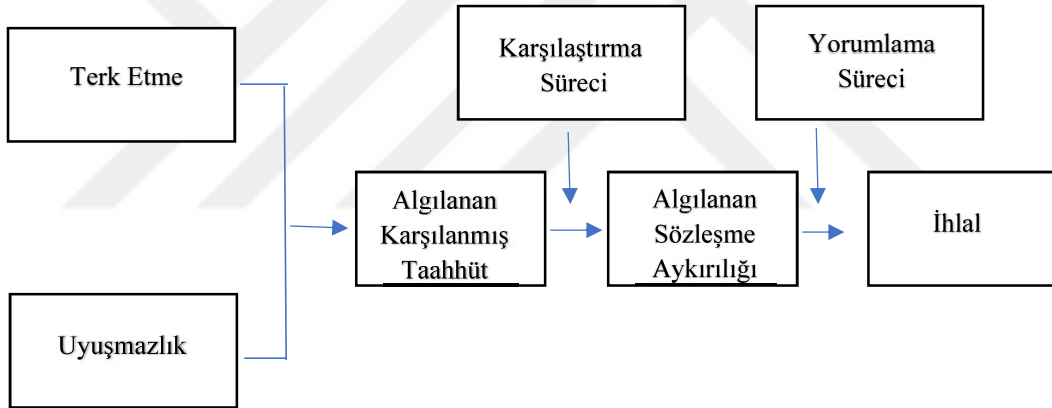 Terk Etme
Karşılaştırma
Süreci
Yorumlama
Süreci
Algılanan
Karşılanmış
Taahhüt
Algılanan
Sözleşme
Aykırılığı
İhlal
Uyuşmazlık